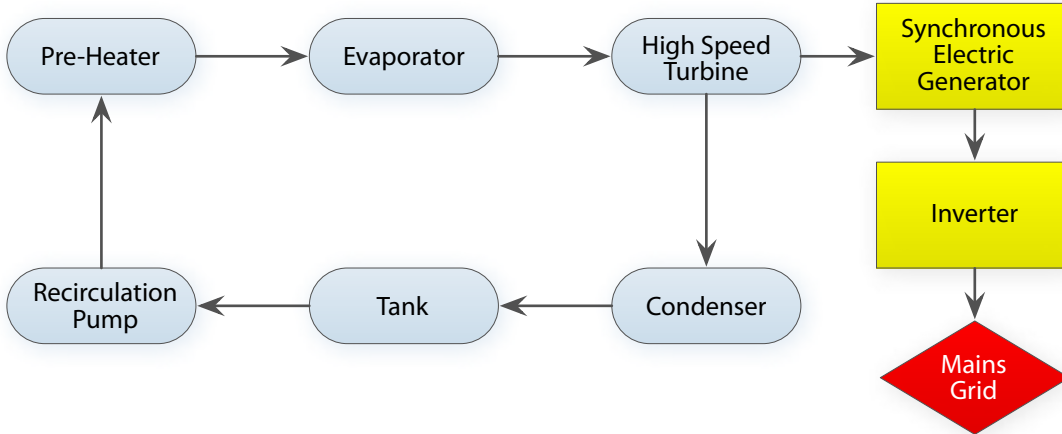 Pre-Heater
Evaporator
High Speed
Turbine
Synchronous
Electric
Generator
Inverter
Recirculation
Pump
Tank
Condenser
Mains
Grid